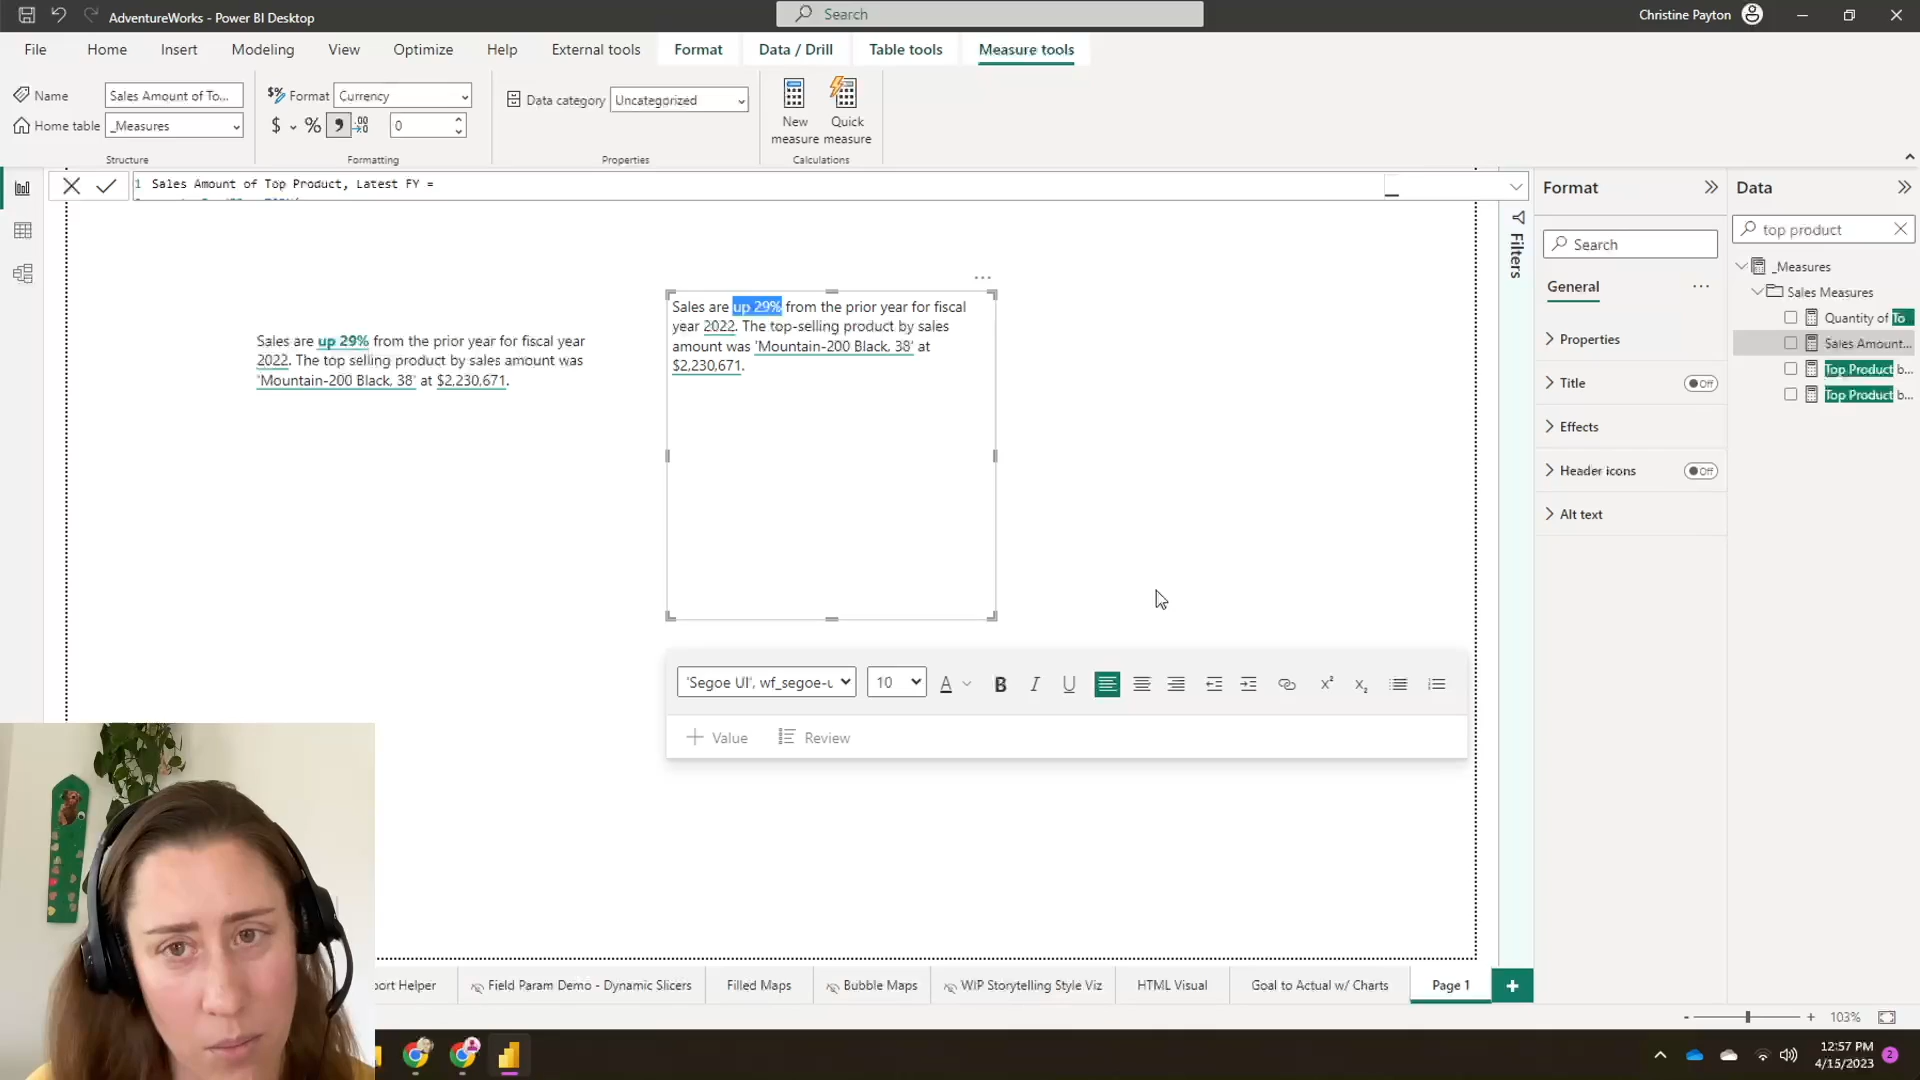 AdventureWorks - Power BI Desktop
Search
Christine Payton
File Home Insert Modeling View Optimize Help External tools Format Data / Drill Table tools Measure tools
Name Sales Amount of To...
Home table _Measures
Structure
Format Currency
$ % 0
Formatting
Data category Uncategorized
Properties
New measure
Quick measure
Calculations
1 Sales Amount of Top Product, Latest FY =
Sales are up 29% from the prior year for fiscal year
2022. The top selling product by sales amount was
'Mountain-200 Black, 38' at $2,230,671.
Sales are up 29% from the prior year for fiscal
year 2022. The top-selling product by sales
amount was 'Mountain-200 Black, 38' at
$2,230,671.
'Segoe UI', wf_segoe-u 10 A B I U x² x₂
Value Review
Filters
Format
Search
General
Properties
Title Off
Effects
Header icons Off
Alt text
Data
top product
_Measures
Sales Measures
Quantity of To
Sales Amount...
Top Product b...
Top Product b...
port Helper Field Param Demo - Dynamic Slicers Filled Maps Bubble Maps WIP Storytelling Style Viz HTML Visual Goal to Actual w/ Charts Page 1 +
- + 103%
12:57 PM
4/15/2023
2